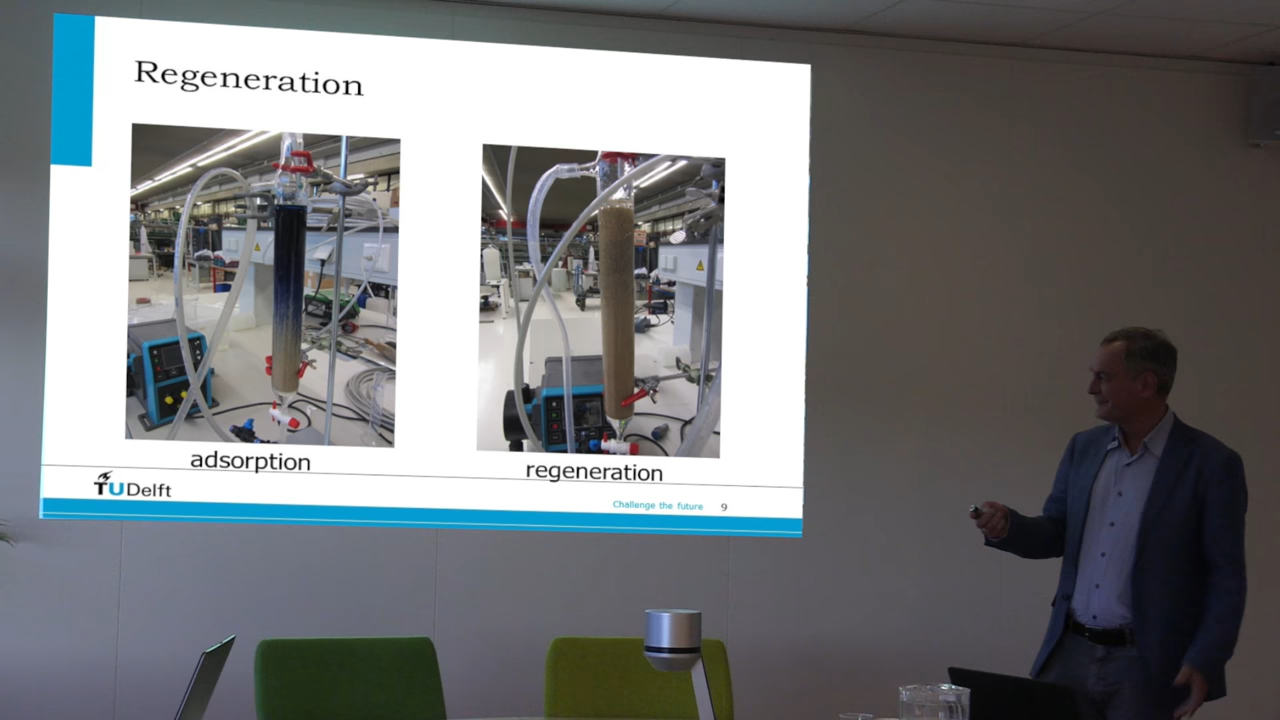 Regeneration
adsorption
regeneration
TUDelft
Challenge the future 9